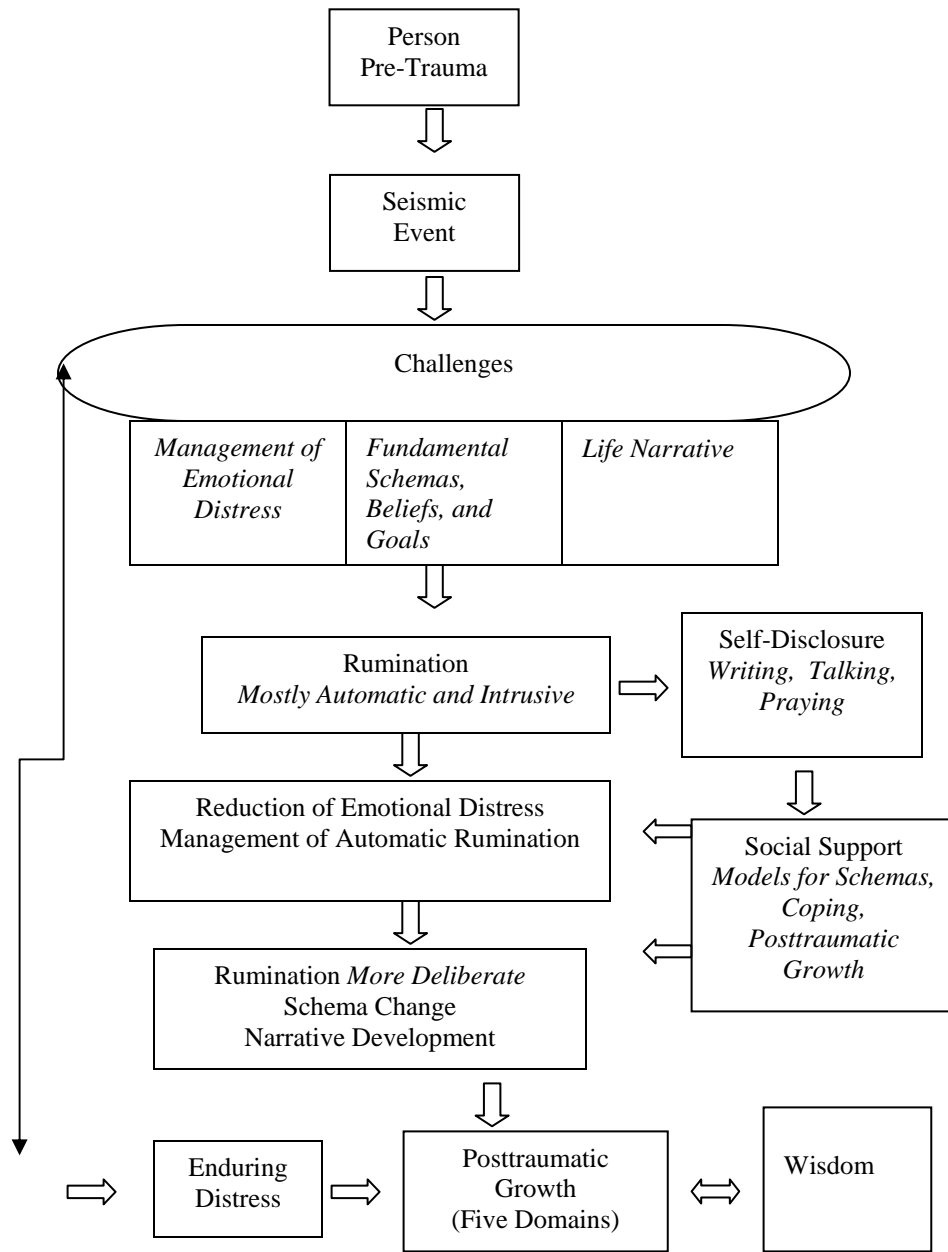 Person
Pre-Trauma
Seismic
Event
Challenges
Management of
Emotional
Distress
Fundamental
Schemas,
Beliefs, and
Goals
Life Narrative
Rumination
Mostly Automatic and Intrusive
Self-Disclosure
Writing, Talking,
Praying
Reduction of Emotional Distress
Management of Automatic Rumination
Social Support
Models for Schemas,
Coping,
Posttraumatic
Growth
Rumination More Deliberate
Schema Change
Narrative Development
Enduring
Distress
Posttraumatic
Growth
(Five Domains)
Wisdom